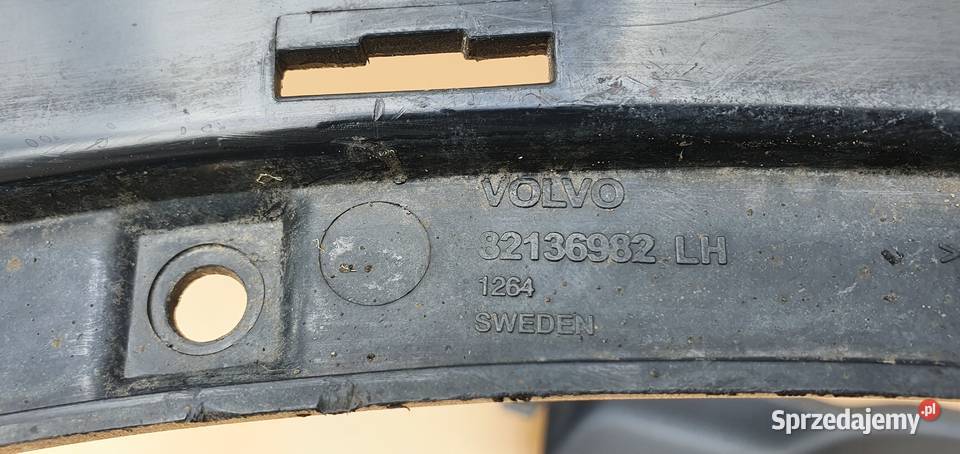 VOLVO
82136982 LH
1264
SWEDEN
>
Sprzedajemy.pl